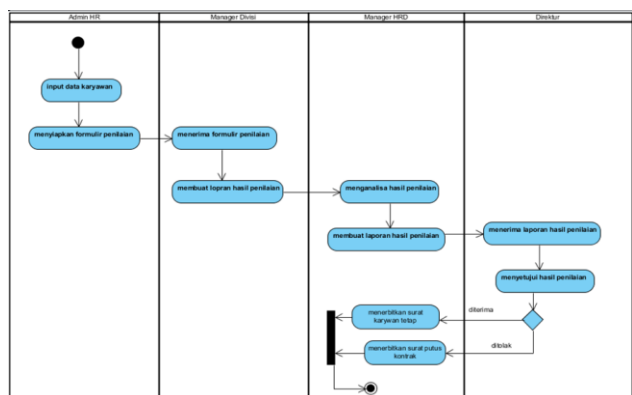 Admin HR
Manager Divisi
Manager HRD
Direktur
input data karyawan
menyiapkan formulir penilaian
menerima formulir penilaian
membuat lopran hasil penilaian
menganalisa hasil penilaian
membuat laporan hasil penilaian
menerima laporan hasil penilaian
menyetujui hasil penilaian
diterima
menerbitkan surat
karywan tetap
ditolak
menerbitkan surat putus
kontrak